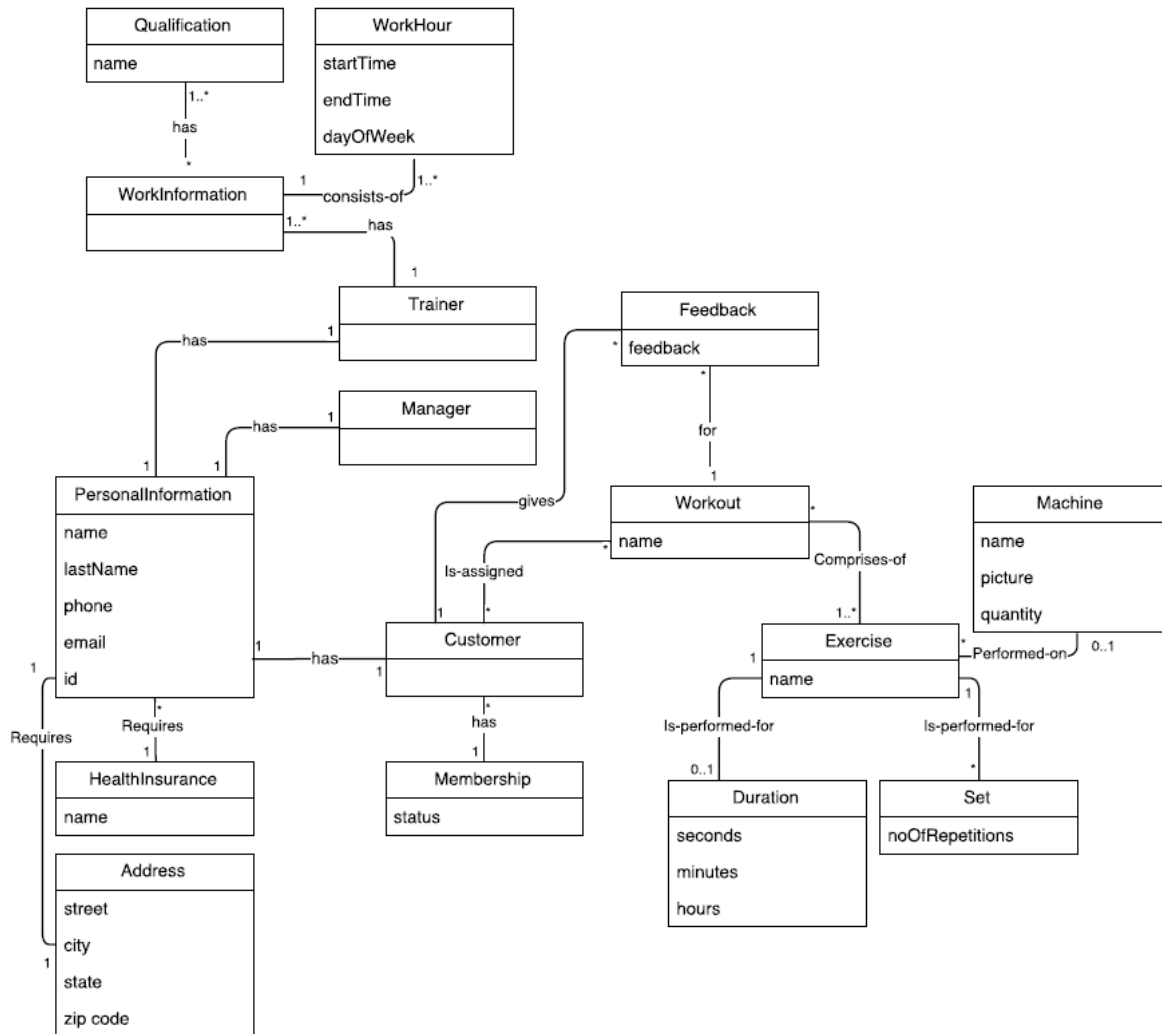 Qualification
name
WorkHour
startTime
endTime
dayOfWeek
1..*
has
*
1
consists-of
1..*
WorkInformation
1..*
has
1
Trainer
1
has
Feedback
feedback
*
*
Manager
1
has
for
1
1
1
PersonalInformation
name
lastName
phone
email
id
gives
Workout
name
*
*
Machine
name
picture
quantity
Is-assigned
Comprises-of
1
*
1..*
Customer
1
has
1
Exercise
name
*
Performed-on
0..1
1
1
1
Requires
*
Requires
1
*
has
1
Is-performed-for
Is-performed-for
0..1
*
HealthInsurance
name
Membership
status
Duration
seconds
minutes
hours
Set
noOfRepetitions
Address
street
city
state
zip code
1